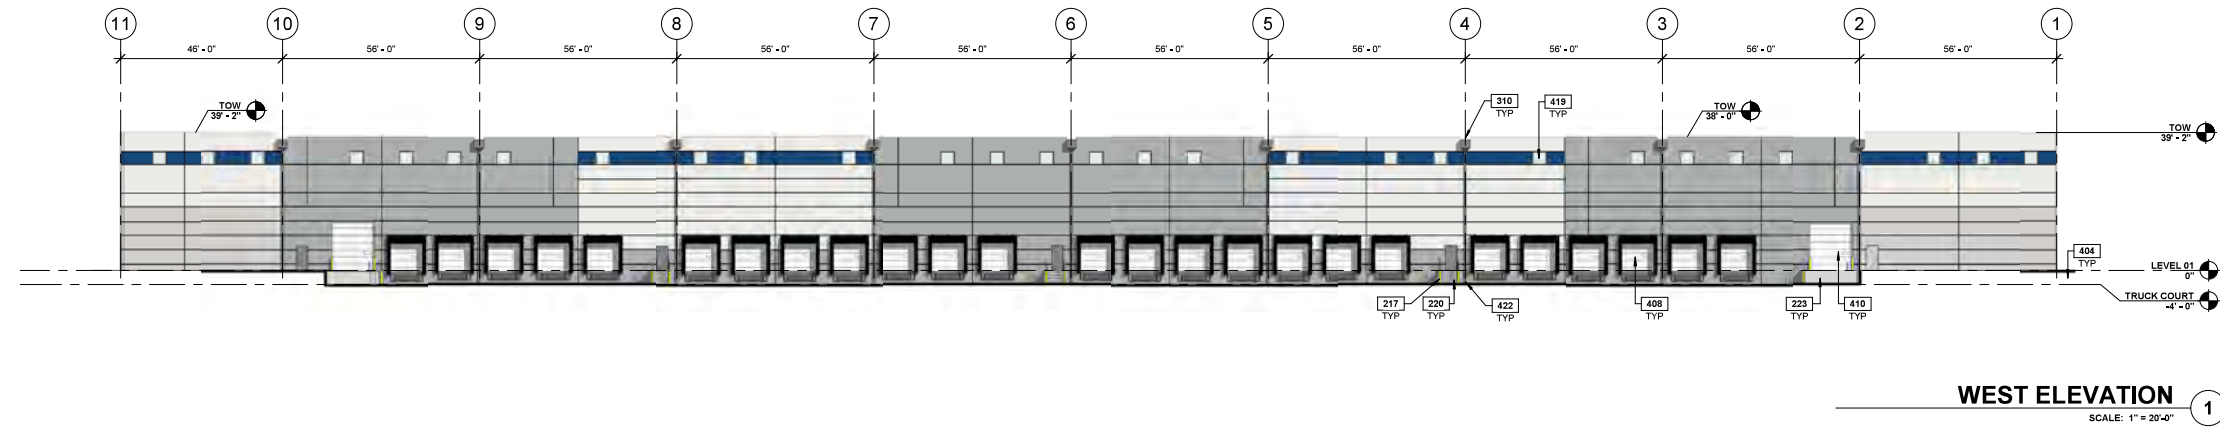 11 10 9 8 7 6 5 4 3 2 1
46' - 0" 56' - 0" 56' - 0" 56' - 0" 56' - 0" 56' - 0" 56' - 0" 56' - 0" 56' - 0" 56' - 0"
TOW
39' - 2"
310
TYP
419
TYP
TOW
38' - 0"
TOW
39' - 2"
404
TYP
LEVEL 01
0"
TRUCK COURT
-4' - 0"
217
TYP
220
TYP
422
TYP
408
TYP
223
TYP
410
TYP
WEST ELEVATION
SCALE: 1" = 20'-0"
1